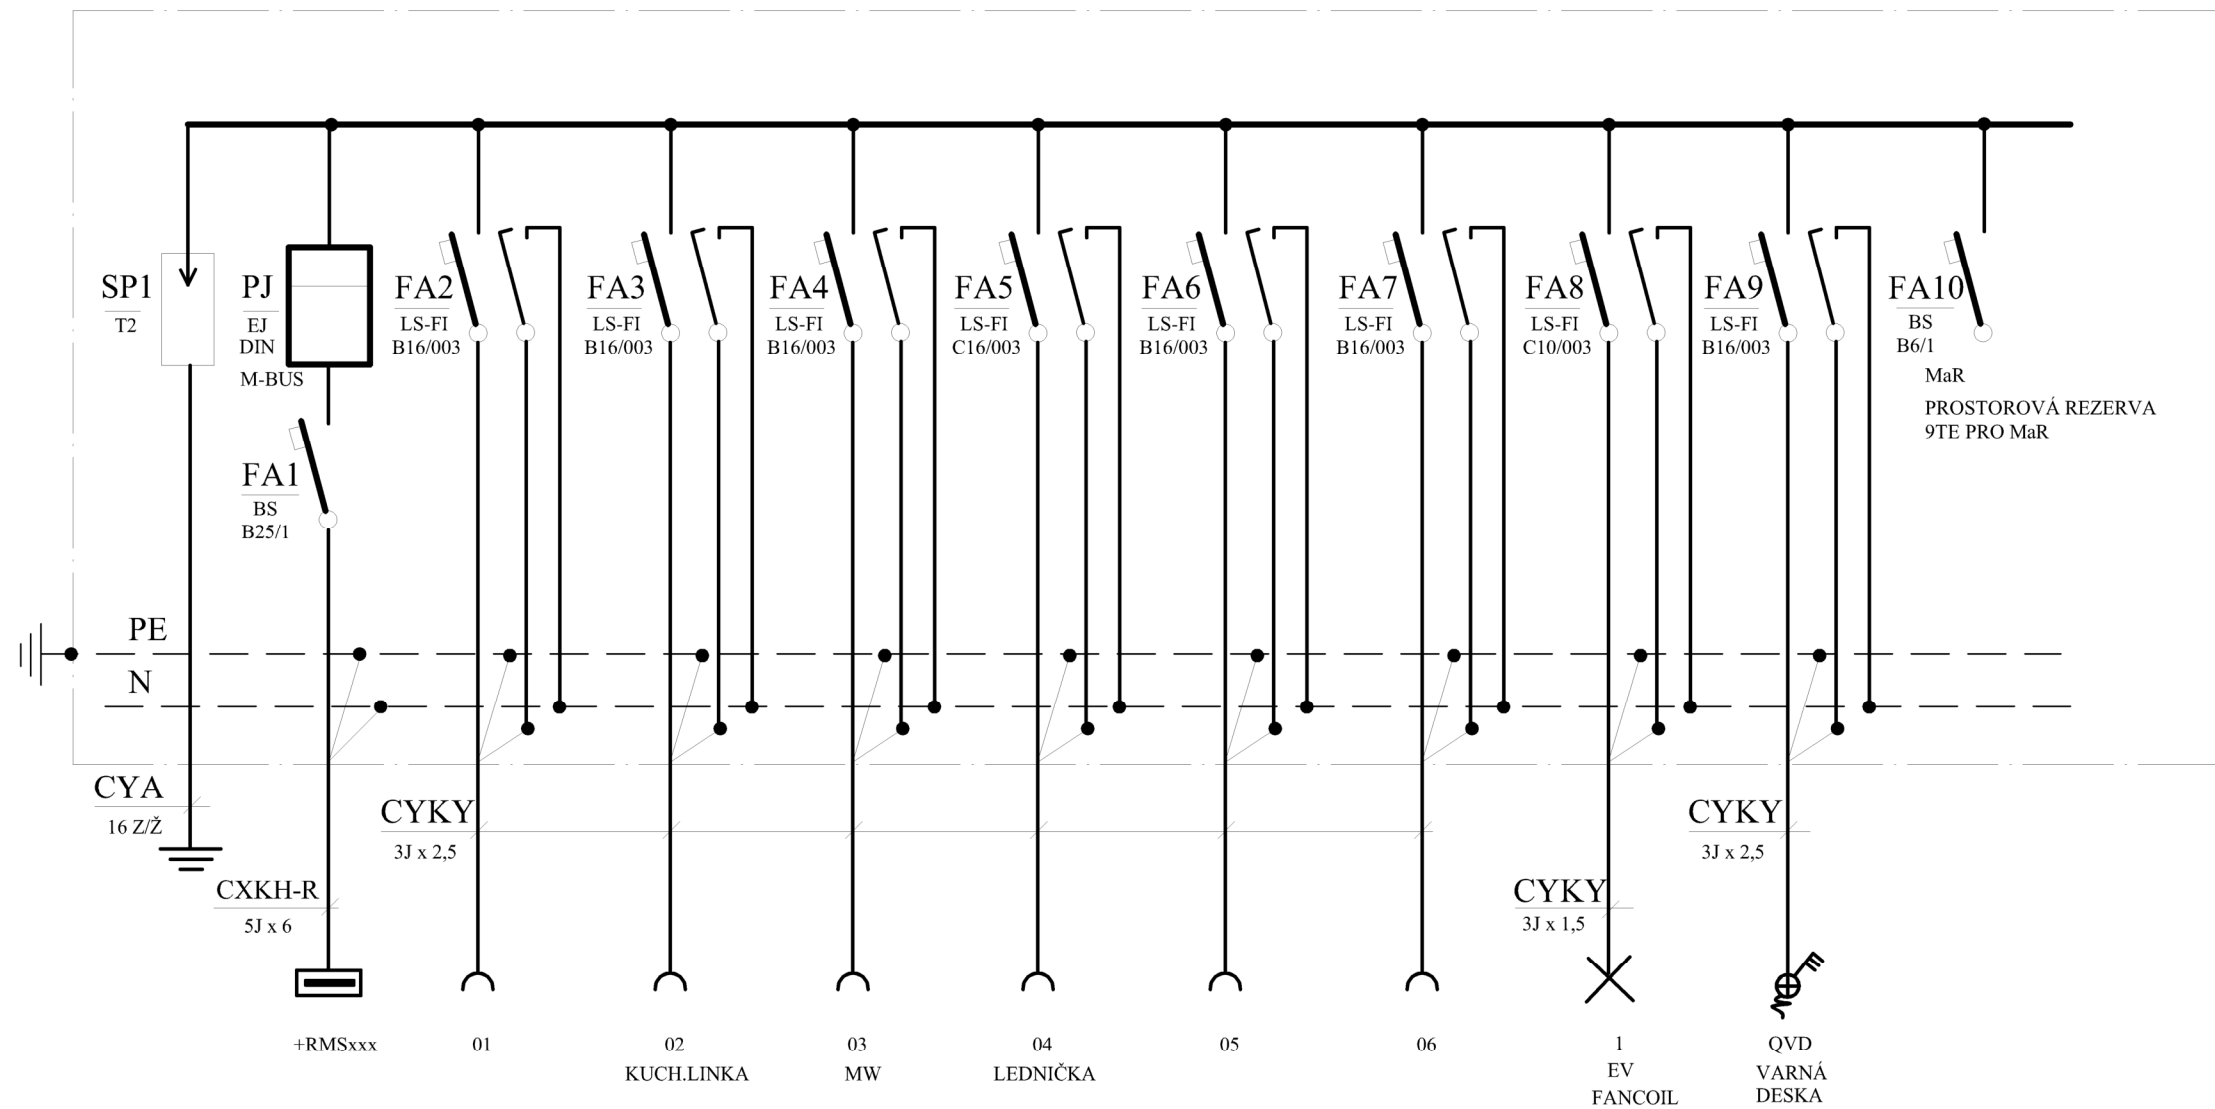 SP1
T2
PJ
EJ
DIN
M-BUS
FA1
BS
B25/1
FA2
LS-FI
B16/003
FA3
LS-FI
B16/003
FA4
LS-FI
B16/003
FA5
LS-FI
C16/003
FA6
LS-FI
B16/003
FA7
LS-FI
B16/003
FA8
LS-FI
C10/003
FA9
LS-FI
B16/003
FA10
BS
B6/1
MaR
PROSTOROVÁ REZERVA
9TE PRO MaR
PE
N
CYA
16 Z/Ž
CXKH-R
5J x 6
CYKY
3J x 2,5
CYKY
3J x 1,5
CYKY
3J x 2,5
+RMSxxx
01
02
KUCH.LINKA
03
MW
04
LEDNIČKA
05
06
1
EV
FANCOIL
QVD
VARNÁ
DESKA